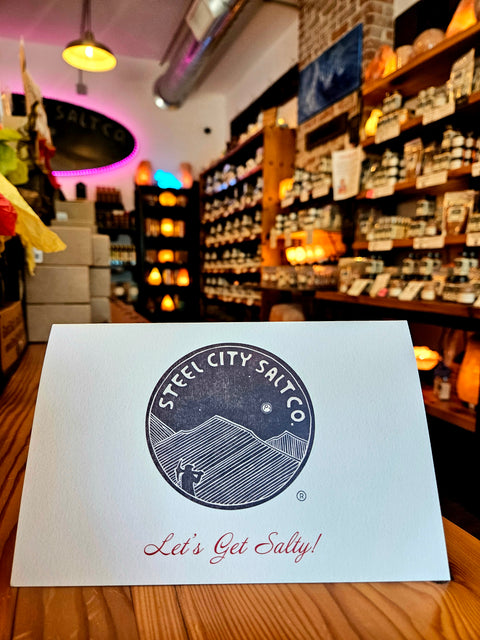 SALT CO.
STEEL CITY SALT CO.
®
Let's Get Salty!